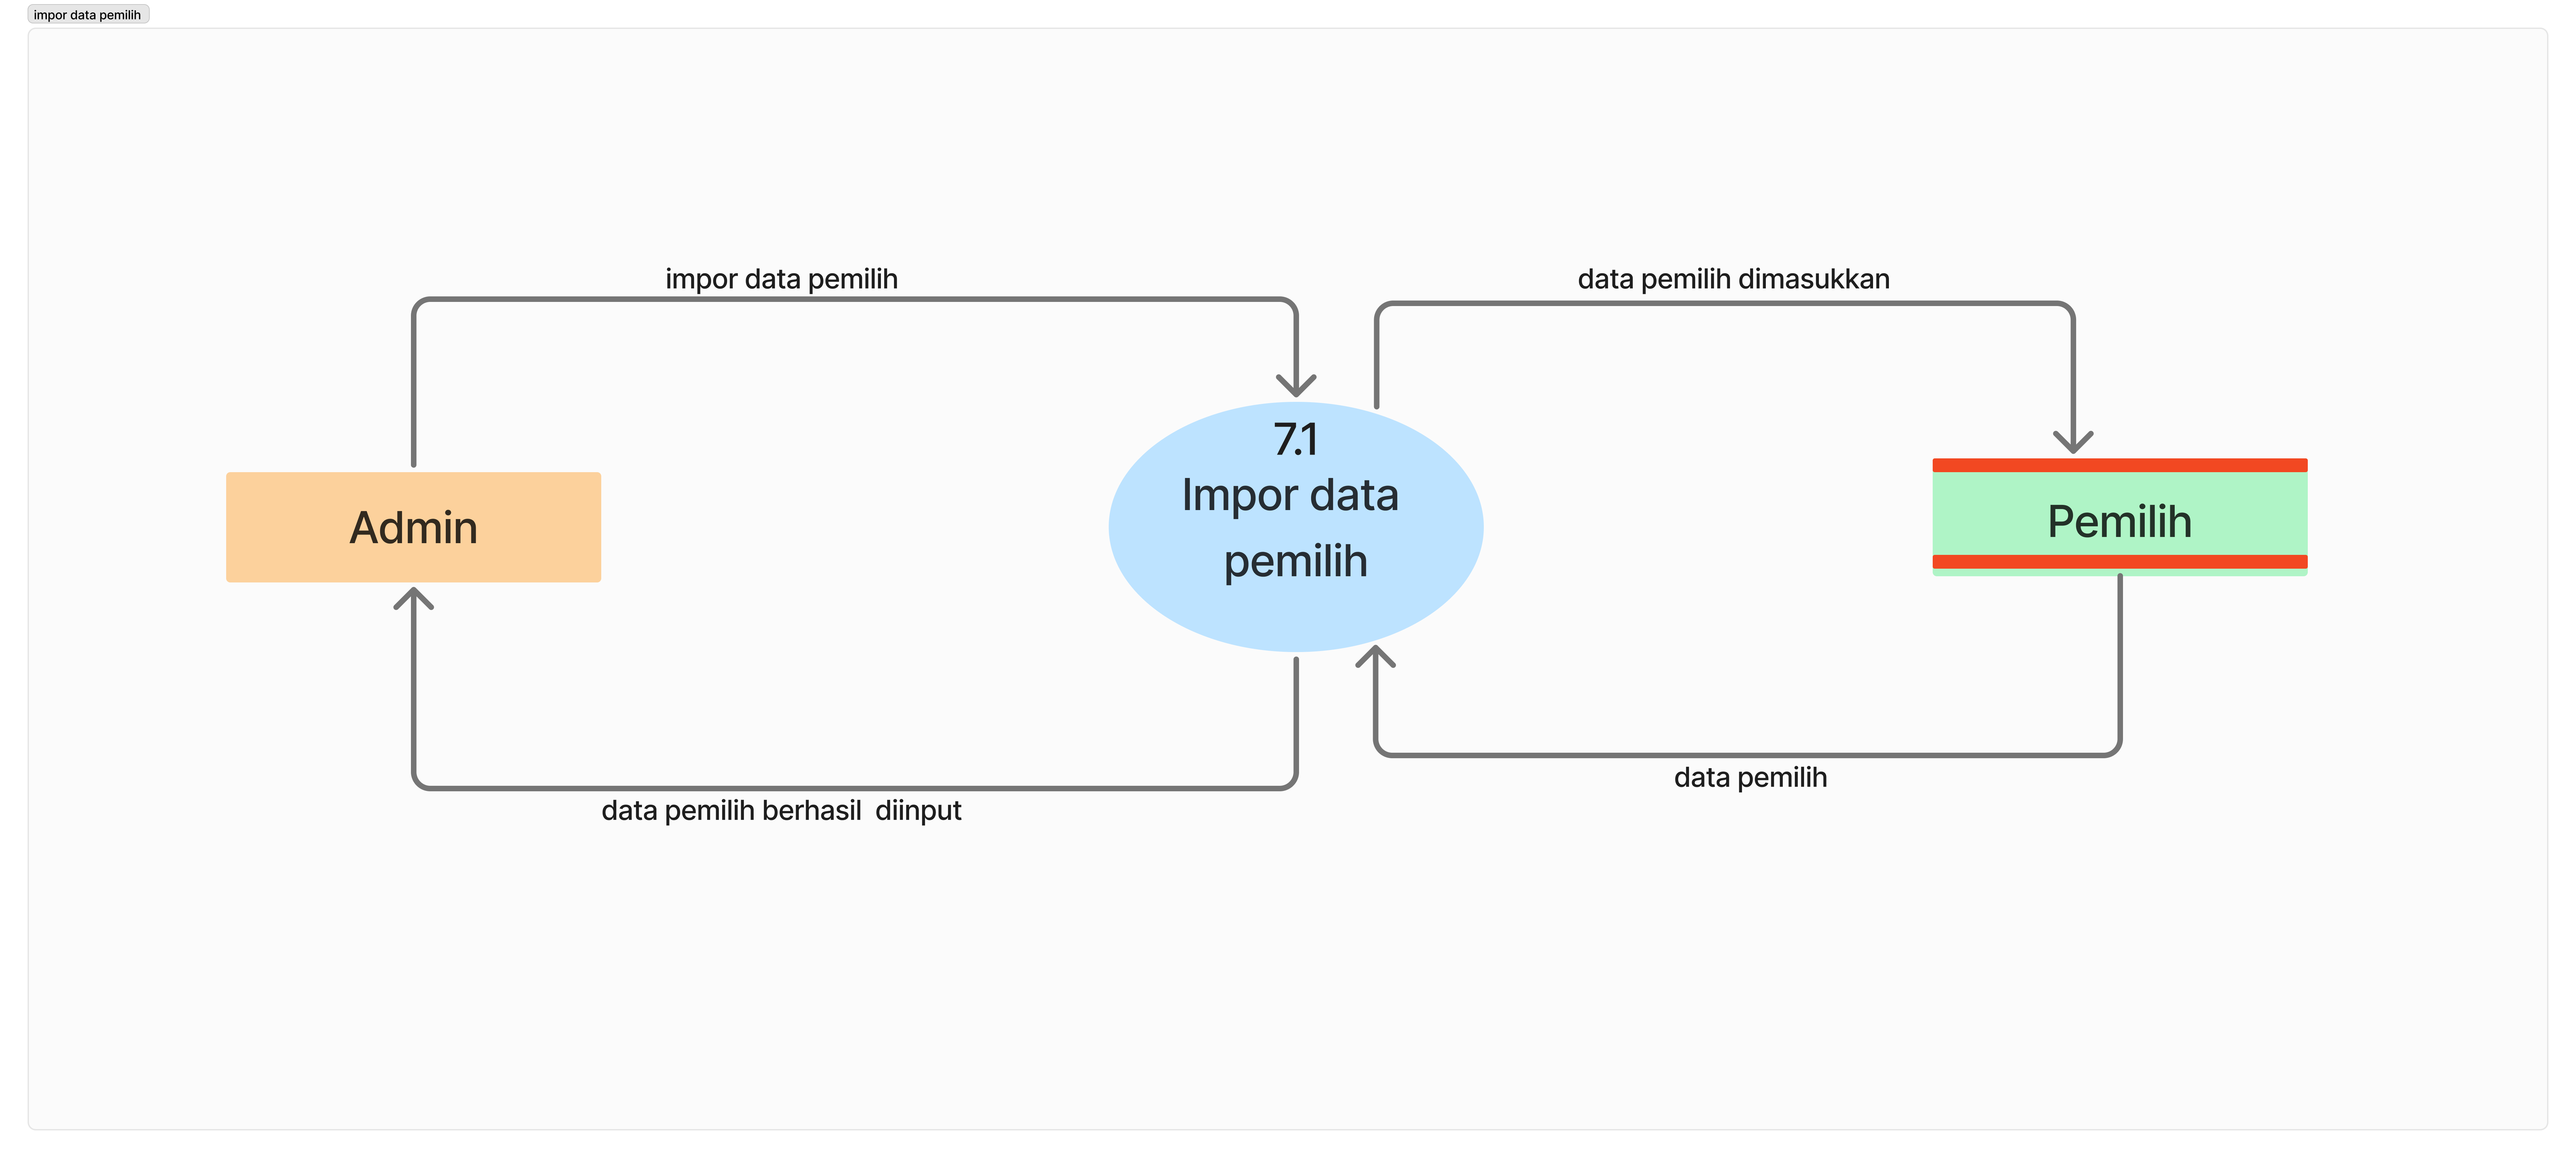 impor data pemilih
impor data pemilih
data pemilih dimasukkan
7.1
Impor data
pemilih
Admin
Pemilih
data pemilih
data pemilih berhasil  diinput